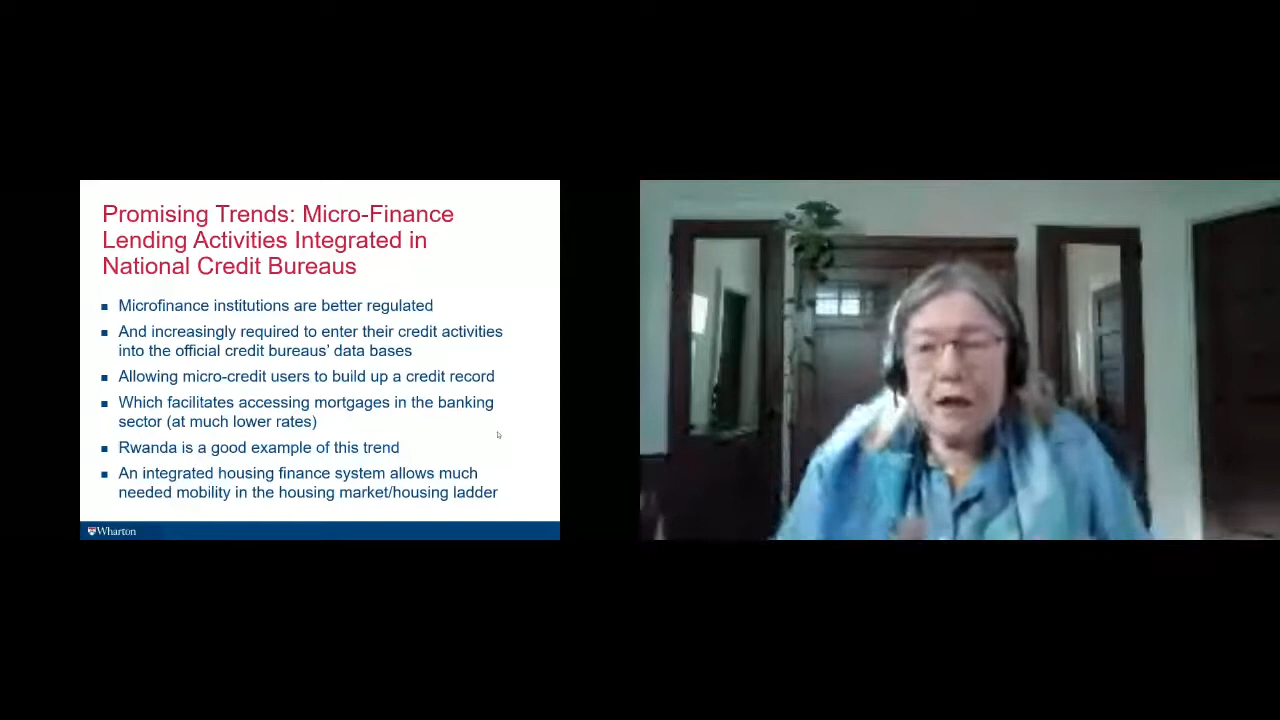 Promising Trends: Micro-Finance
Lending Activities Integrated in
National Credit Bureaus
Microfinance institutions are better regulated
And increasingly required to enter their credit activities
into the official credit bureaus’ data bases
Allowing micro-credit users to build up a credit record
Which facilitates accessing mortgages in the banking
sector (at much lower rates)
Rwanda is a good example of this trend
An integrated housing finance system allows much
needed mobility in the housing market/housing ladder
Wharton